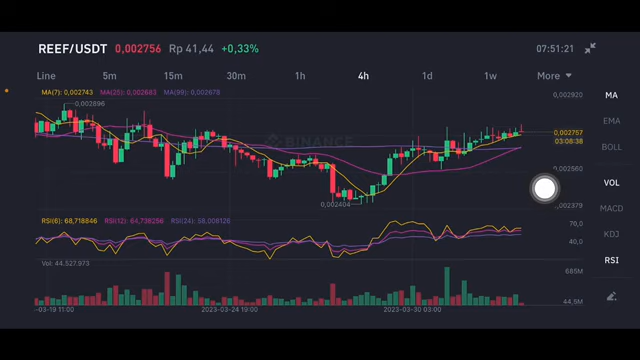 REEF/USDT 0,002756 Rp 41,44 +0,33% 07:51:21
Line 5m 15m 30m 1h 4h 1d 1w More
MA
EMA
BOLL
VOL
MACD
KDJ
RSI
MA(7): 0,002743 MA(25): 0,002683 MA(99): 0,002678
0,002896
BINANCE
0,002404
0,002920
0,002757
03:08:38
0,002560
0,002379
RSI(6): 68,718846 RSI(12): 64,738256 RSI(24): 58,008126
70,0
40,0
Vol: 44.527.973
685M
44,5M
-03-19 11:00 2023-03-24 19:00 2023-03-30 03:00